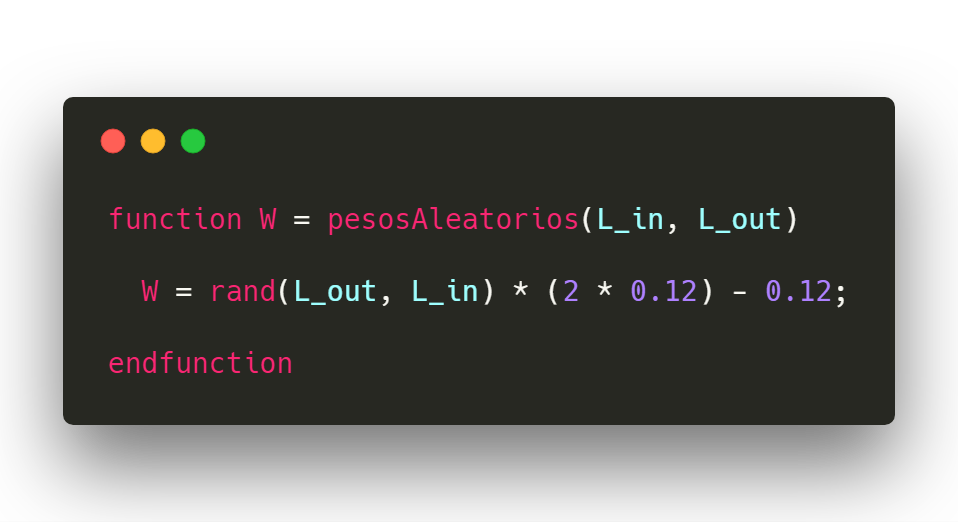 function W = pesosAleatorios(L_in, L_out)
W = rand(L_out, L_in) * (2 * 0.12) - 0.12;
endfunction